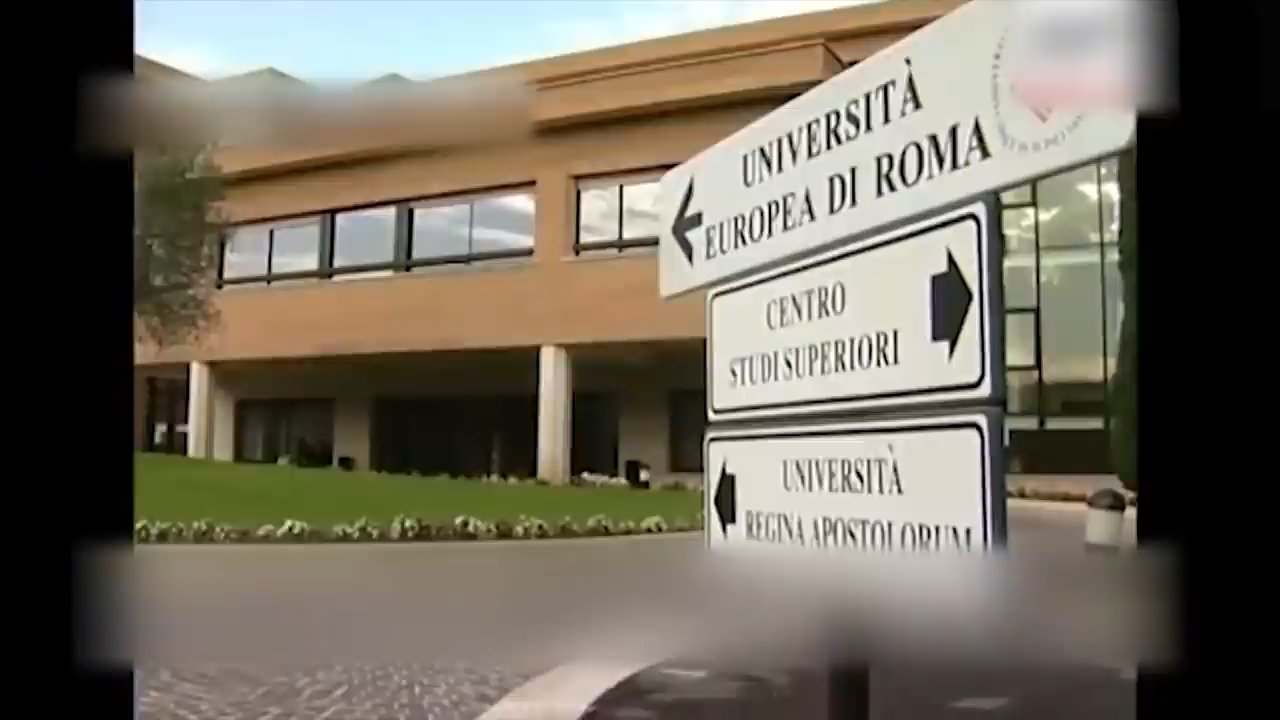 UNIVERSITÀ
EUROPEA DI ROMA
CENTRO
STUDI SUPERIORI
UNIVERSITÀ
REGINA APOSTOLORUM